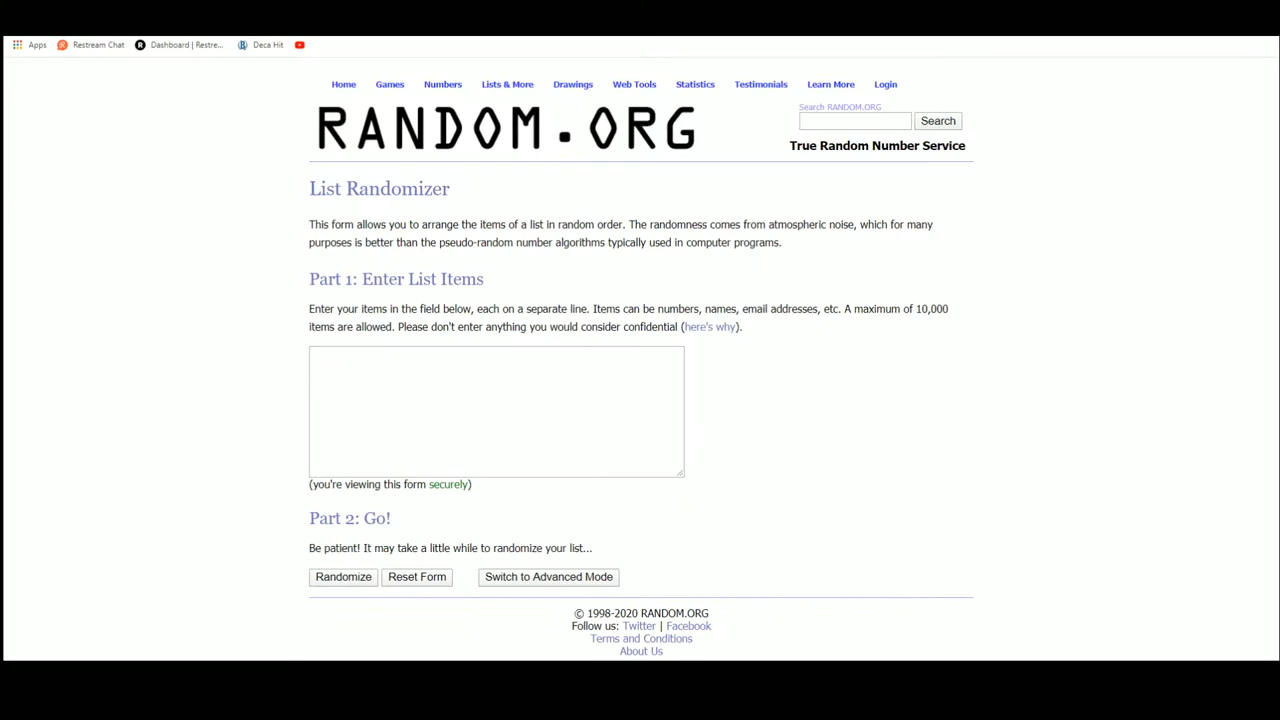 Apps Restream Chat Dashboard | Restre... Deca Hit
Home Games Numbers Lists & More Drawings Web Tools Statistics Testimonials Learn More Login
RANDOM.ORG
Search RANDOM.ORG
Search
True Random Number Service
List Randomizer
This form allows you to arrange the items of a list in random order. The randomness comes from atmospheric noise, which for many
purposes is better than the pseudo-random number algorithms typically used in computer programs.
Part 1: Enter List Items
Enter your items in the field below, each on a separate line. Items can be numbers, names, email addresses, etc. A maximum of 10,000
items are allowed. Please don't enter anything you would consider confidential (here's why).
(you're viewing this form securely)
Part 2: Go!
Be patient! It may take a little while to randomize your list...
Randomize Reset Form Switch to Advanced Mode
© 1998-2020 RANDOM.ORG
Follow us: Twitter | Facebook
Terms and Conditions
About Us